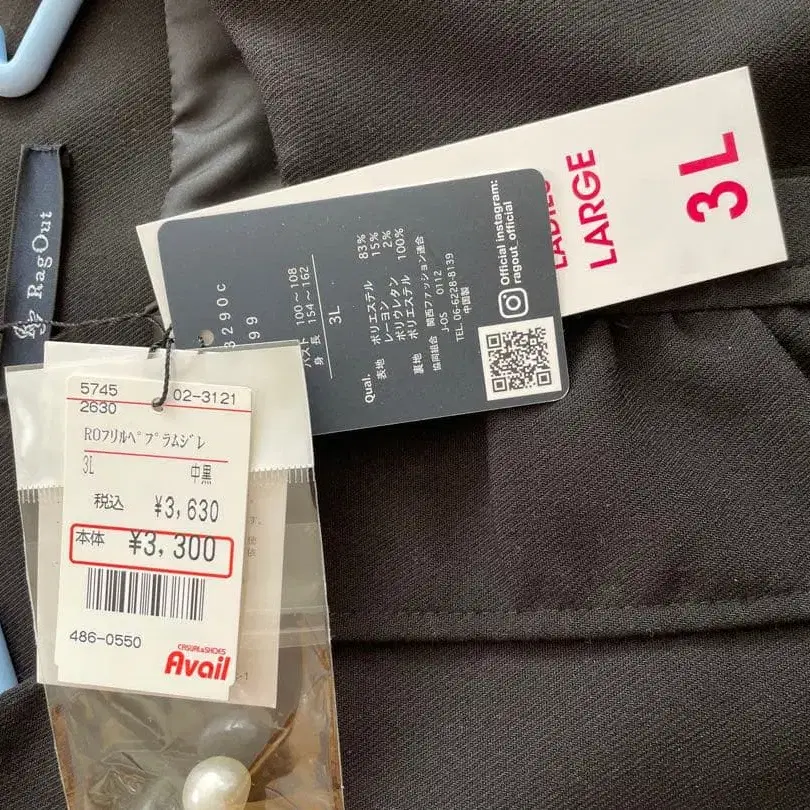 RagOut
LARGE
3L
3290c
99
バスト 100～108
身長 154～162
3L
Qual.
表地 ポリエステル 83%
レーヨン 15%
ポリウレタン 2%
裏地 ポリエステル 100%
協同組合 関西ファッション連合
J-OS 0112
TEL. 06-6228-8139
中国製
Official instagram:
ragout_official
5745 02-3121
2630
ROフリルペプラムジレ
3L 中黒
税込 ¥3,630
本体 ¥3,300
486-0550
CASUAL&SHOES
Avail